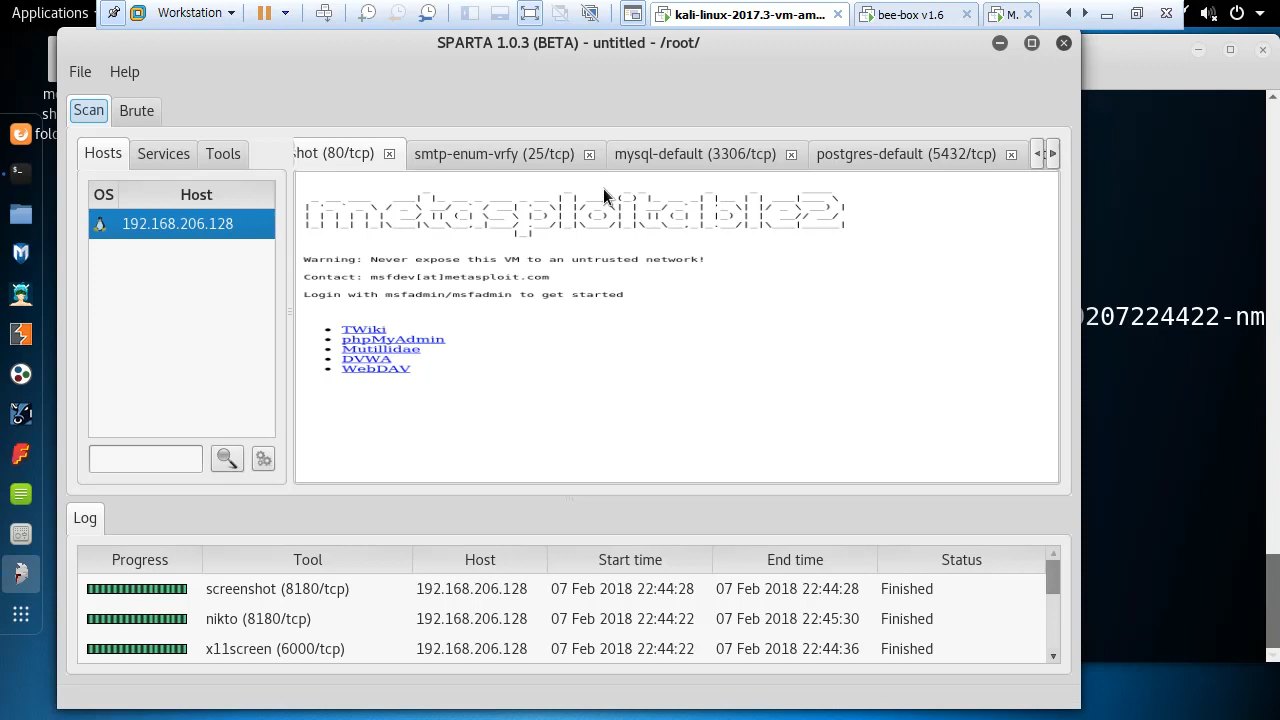 Applications
Workstation
kali-linux-2017.3-vm-am...
bee-box v1.6
M.
SPARTA 1.0.3 (BETA) - untitled - /root/
File Help
Scan Brute
Hosts Services Tools
shot (80/tcp) smtp-enum-vrfy (25/tcp) mysql-default (3306/tcp) postgres-default (5432/tcp)
OS Host
192.168.206.128
metasploitable2
Warning: Never expose this VM to an untrusted network!
Contact: msfdev[at]metasploit.com
Login with msfadmin/msfadmin to get started
TWiki
phpMyAdmin
Mutillidae
DVWA
WebDAV
207224422-nm
Log
Progress Tool Host Start time End time Status
screenshot (8180/tcp) 192.168.206.128 07 Feb 2018 22:44:28 07 Feb 2018 22:44:28 Finished
nikto (8180/tcp) 192.168.206.128 07 Feb 2018 22:44:22 07 Feb 2018 22:45:30 Finished
x11screen (6000/tcp) 192.168.206.128 07 Feb 2018 22:44:22 07 Feb 2018 22:44:36 Finished